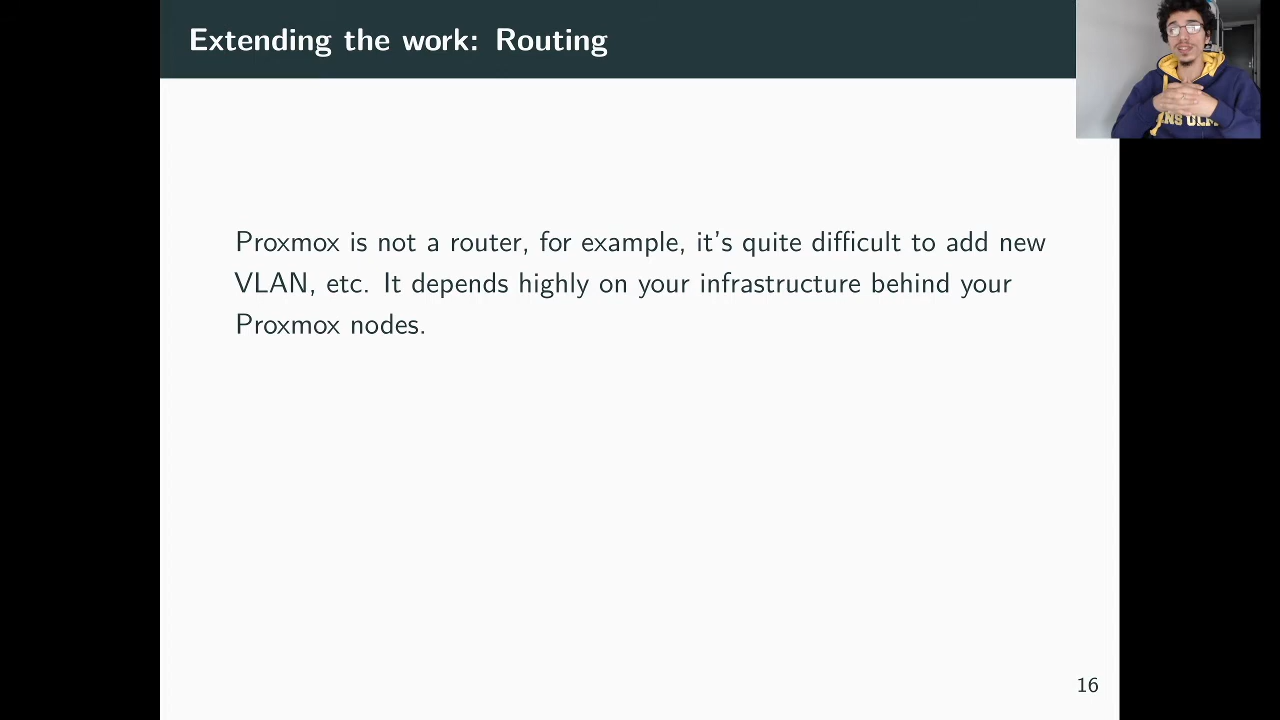 Extending the work: Routing
Proxmox is not a router, for example, it's quite difficult to add new
VLAN, etc. It depends highly on your infrastructure behind your
Proxmox nodes.
16